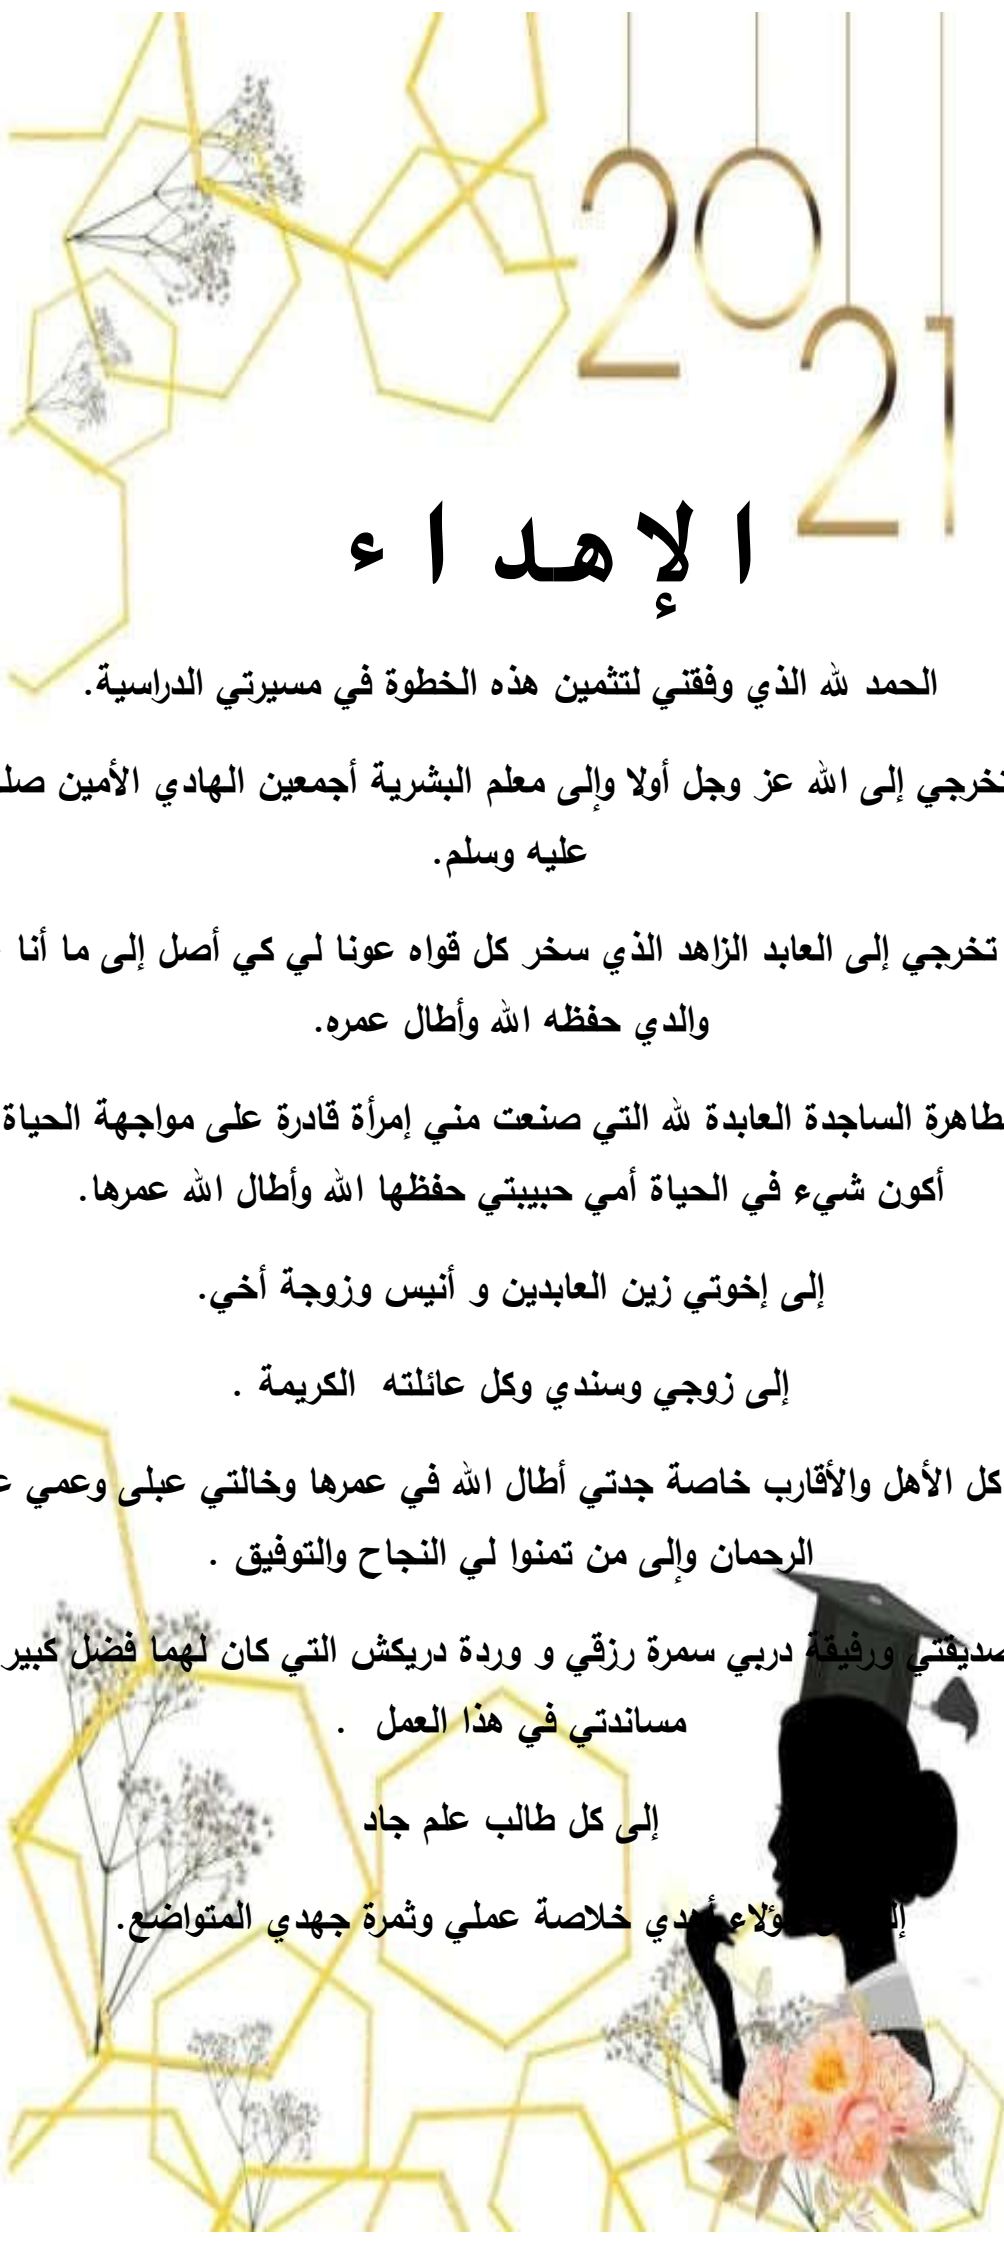 2021
الإهداء
الحمد لله الذي وفقني لتثمين هذه الخطوة في مسيرتي الدراسية.
تخرجي إلى الله عز وجل أولا وإلى معلم البشرية أجمعين الهادي الأمين
عليه وسلم.
تخرجي إلى العابد الزاهد الذي سخر كل قواه عونا لي كي أصل إلى ما أنا
والدي حفظه الله وأطال عمره.
الساجدة العابدة لله التي صنعت مني إمرأة قادرة على مواجهة الحياة
أكون شيء في الحياة أمي حبيبتي حفظها الله وأطال الله عمرها.
إلى إخوتي زين العابدين و أنيس وزوجة أخي.
إلى زوجي وسندي وكل عائلته الكريمة .
كل الأهل والأقارب خاصة جدتي أطال الله في عمرها وخالتي عبلى وعمي
الرحمان وإلى من تمنوا لي النجاح والتوفيق .
صديقتي ورفيقة دربي سمرة رزقي و وردة دريكش التي كان لهما فضل كبير
مساندتي في هذا العمل .
إلى كل طالب علم جاد
أهدي خلاصة عملي وثمرة جهدي المتواضع.